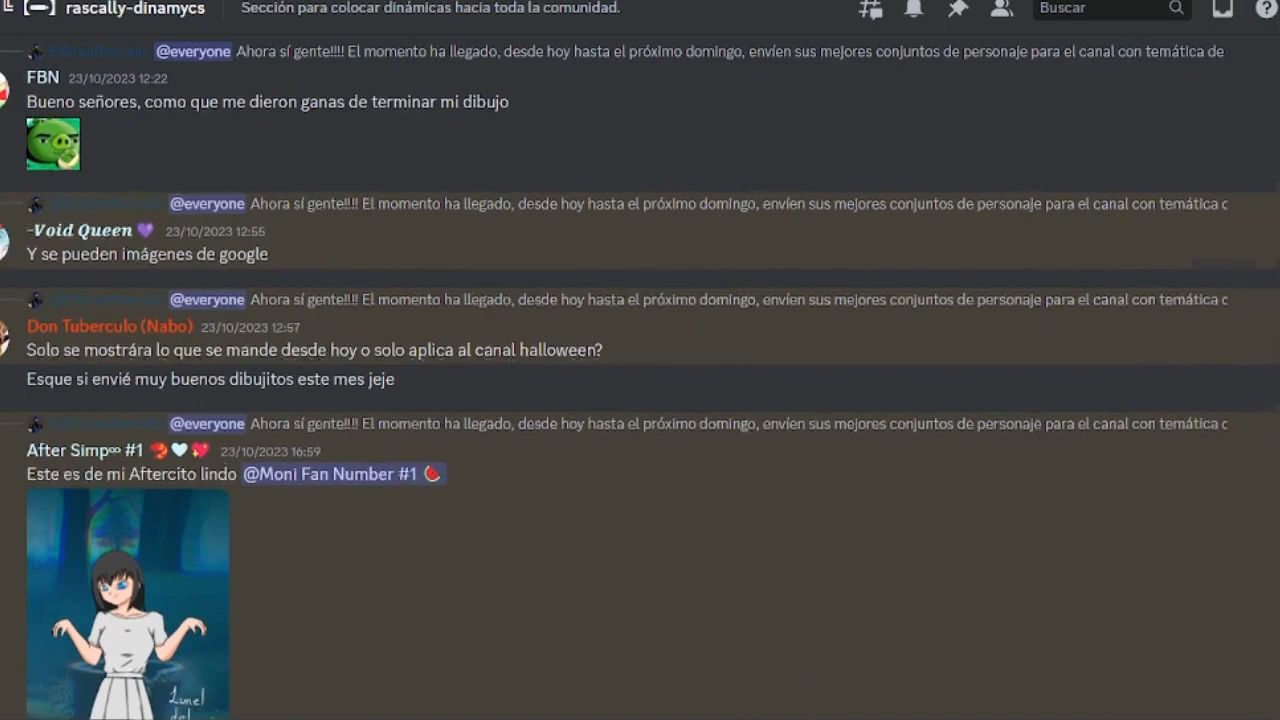 rascally-dinamycs Sección para colocar dinámicas hacia toda la comunidad. Buscar
ElGranRascally @everyone Ahora sí gente!!!! El momento ha llegado, desde hoy hasta el próximo domingo, envíen sus mejores conjuntos de personaje para el canal con temática de
FBN 23/10/2023 12:22
Bueno señores, como que me dieron ganas de terminar mi dibujo
@everyone Ahora sí gente!!!! El momento ha llegado, desde hoy hasta el próximo domingo, envíen sus mejores conjuntos de personaje para el canal con temática c
-Void Queen 💜 23/10/2023 12:55
Y se pueden imágenes de google
@everyone Ahora sí gente!!!! El momento ha llegado, desde hoy hasta el próximo domingo, envíen sus mejores conjuntos de personaje para el canal con temática c
Don Tuberculo (Nabo) 23/10/2023 12:57
Solo se mostrára lo que se mande desde hoy o solo aplica al canal halloween?
Esque si envié muy buenos dibujitos este mes jeje
@everyone Ahora sí gente!!!! El momento ha llegado, desde hoy hasta el próximo domingo, envíen sus mejores conjuntos de personaje para el canal con temática c
After Simp∞ #1 23/10/2023 16:59
Este es de mi Aftercito lindo @Moni Fan Number #1 🍉
Lunel
del